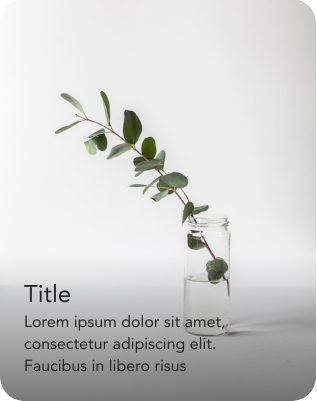 Title
Lorem ipsum dolor sit amet,
consectetur adipiscing elit.
Faucibus in libero risus